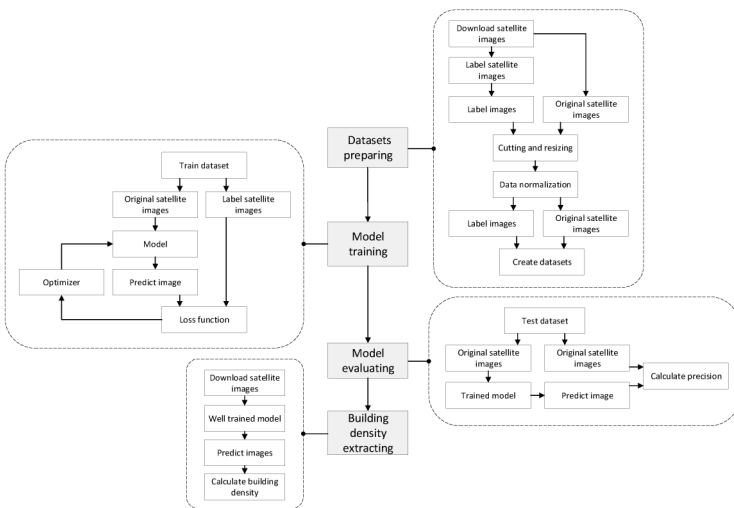 Datasets
preparing
Model
training
Model
evaluating
Building
density
extracting
Download satellite
images
Label satellite
images
Label images
Original satellite
images
Cutting and resizing
Data normalization
Label images
Original satellite
images
Create datasets
Train dataset
Original satellite
images
Label satellite
images
Model
Optimizer
Predict image
Loss function
Test dataset
Original satellite
images
Original satellite
images
Calculate precision
Trained model
Predict image
Download satellite
images
Well trained model
Predict images
Calculate building
density